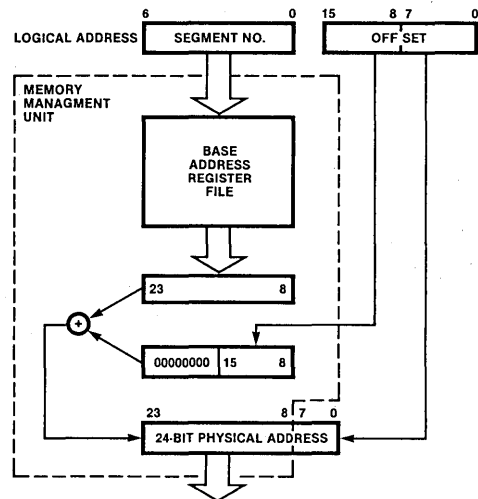 6 0 15 8 7 0
LOGICAL ADDRESS SEGMENT NO. OFF SET
MEMORY
MANAGMENT
UNIT
BASE
ADDRESS
REGISTER
FILE
23 8
+
00000000 15 8
23 8 7 0
24-BIT PHYSICAL ADDRESS